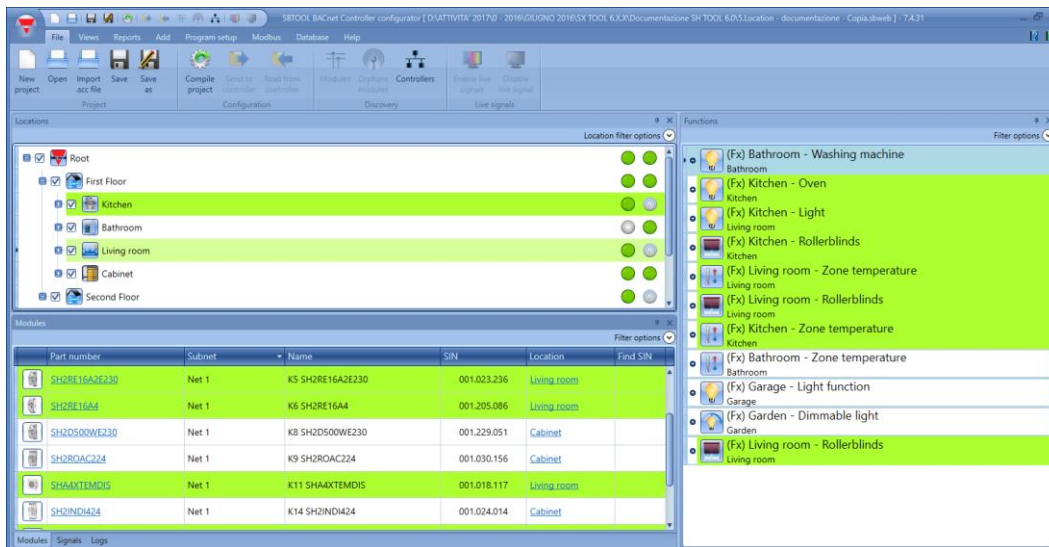 SBTOOL BACnet Controller configurator [ D:\ATTIVITA' 2017\0 - 2016\GIUGNO 2016\SX TOOL 6.X.X\Documentazione SH TOOL 6.0\5.Location - documentazione - Copia.sbweb ] - 7.4.31
File Views Reports Add Program setup Modbus Database Help
New project Open Import .scc file Save Save as Compile project Send to controller Read from controller Modules Orphans modules Controllers Enable live signals Disable live signal
Project Configuration Discovery Live signals
Locations
Location filter options
Root
First Floor
Kitchen
Bathroom
Living room
Cabinet
Second Floor
Modules
Filter options
Part number Subnet Name SIN Location Find SIN
SH2RE16A2E230 Net 1 K5 SH2RE16A2E230 001.023.236 Living room
SH2RE16A4 Net 1 K6 SH2RE16A4 001.205.086 Living room
SH2D500WE230 Net 1 K8 SH2D500WE230 001.229.051 Cabinet
SH2ROAC224 Net 1 K9 SH2ROAC224 001.030.156 Cabinet
SHA4XTEMDIS Net 1 K11 SHA4XTEMDIS 001.018.117 Living room
SH2INDI424 Net 1 K14 SH2INDI424 001.024.014 Cabinet
Modules Signals Logs
Functions
Filter options
(Fx) Bathroom - Washing machine
Bathroom
(Fx) Kitchen - Oven
Kitchen
(Fx) Kitchen - Light
Living room
(Fx) Kitchen - Rollerblinds
Kitchen
(Fx) Living room - Zone temperature
Living room
(Fx) Living room - Rollerblinds
Living room
(Fx) Kitchen - Zone temperature
Kitchen
(Fx) Bathroom - Zone temperature
Bathroom
(Fx) Garage - Light function
Garage
(Fx) Garden - Dimmable light
Garden
(Fx) Living room - Rollerblinds
Living room